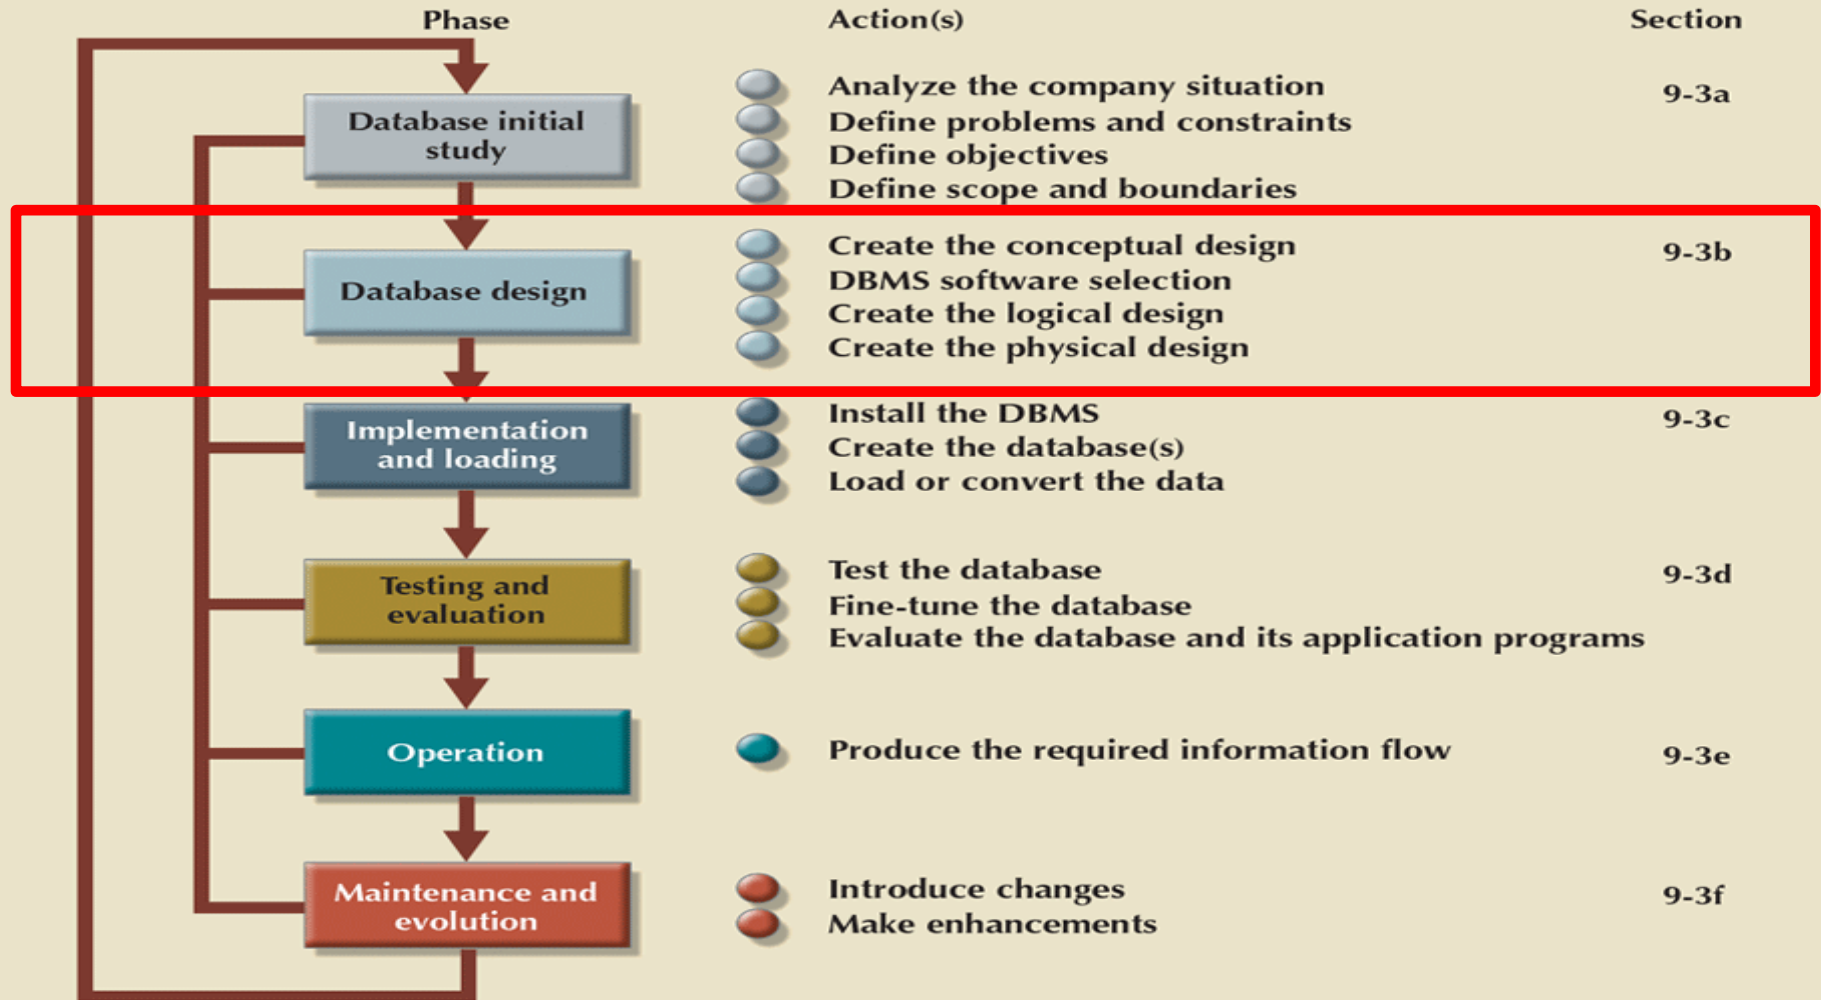 Phase Action(s) Section
Database initial
study
Analyze the company situation 9-3a
Define problems and constraints
Define objectives
Define scope and boundaries
Database design
Create the conceptual design 9-3b
DBMS software selection
Create the logical design
Create the physical design
Implementation
and loading
Install the DBMS 9-3c
Create the database(s)
Load or convert the data
Testing and
evaluation
Test the database 9-3d
Fine-tune the database
Evaluate the database and its application programs
Operation
Produce the required information flow 9-3e
Maintenance and
evolution
Introduce changes 9-3f
Make enhancements